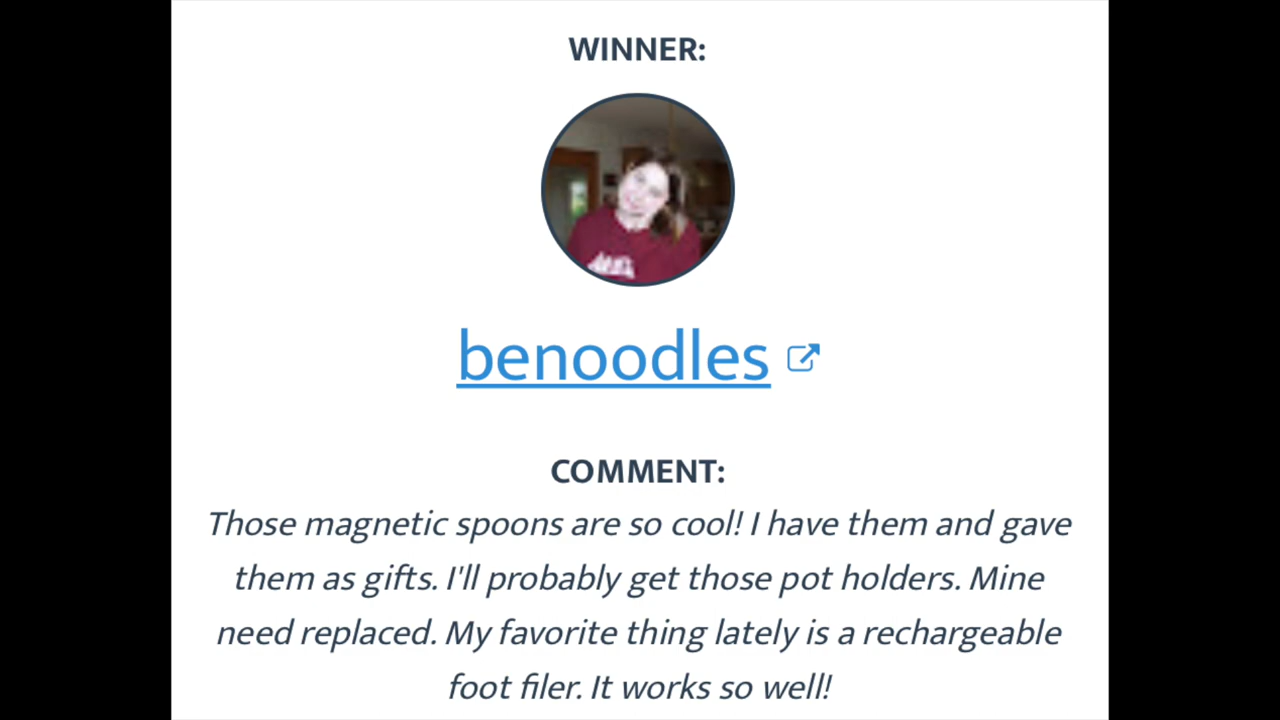 WINNER:
benoodles
COMMENT:
Those magnetic spoons are so cool! I have them and gave
them as gifts. I'll probably get those pot holders. Mine
need replaced. My favorite thing lately is a rechargeable
foot filer. It works so well!